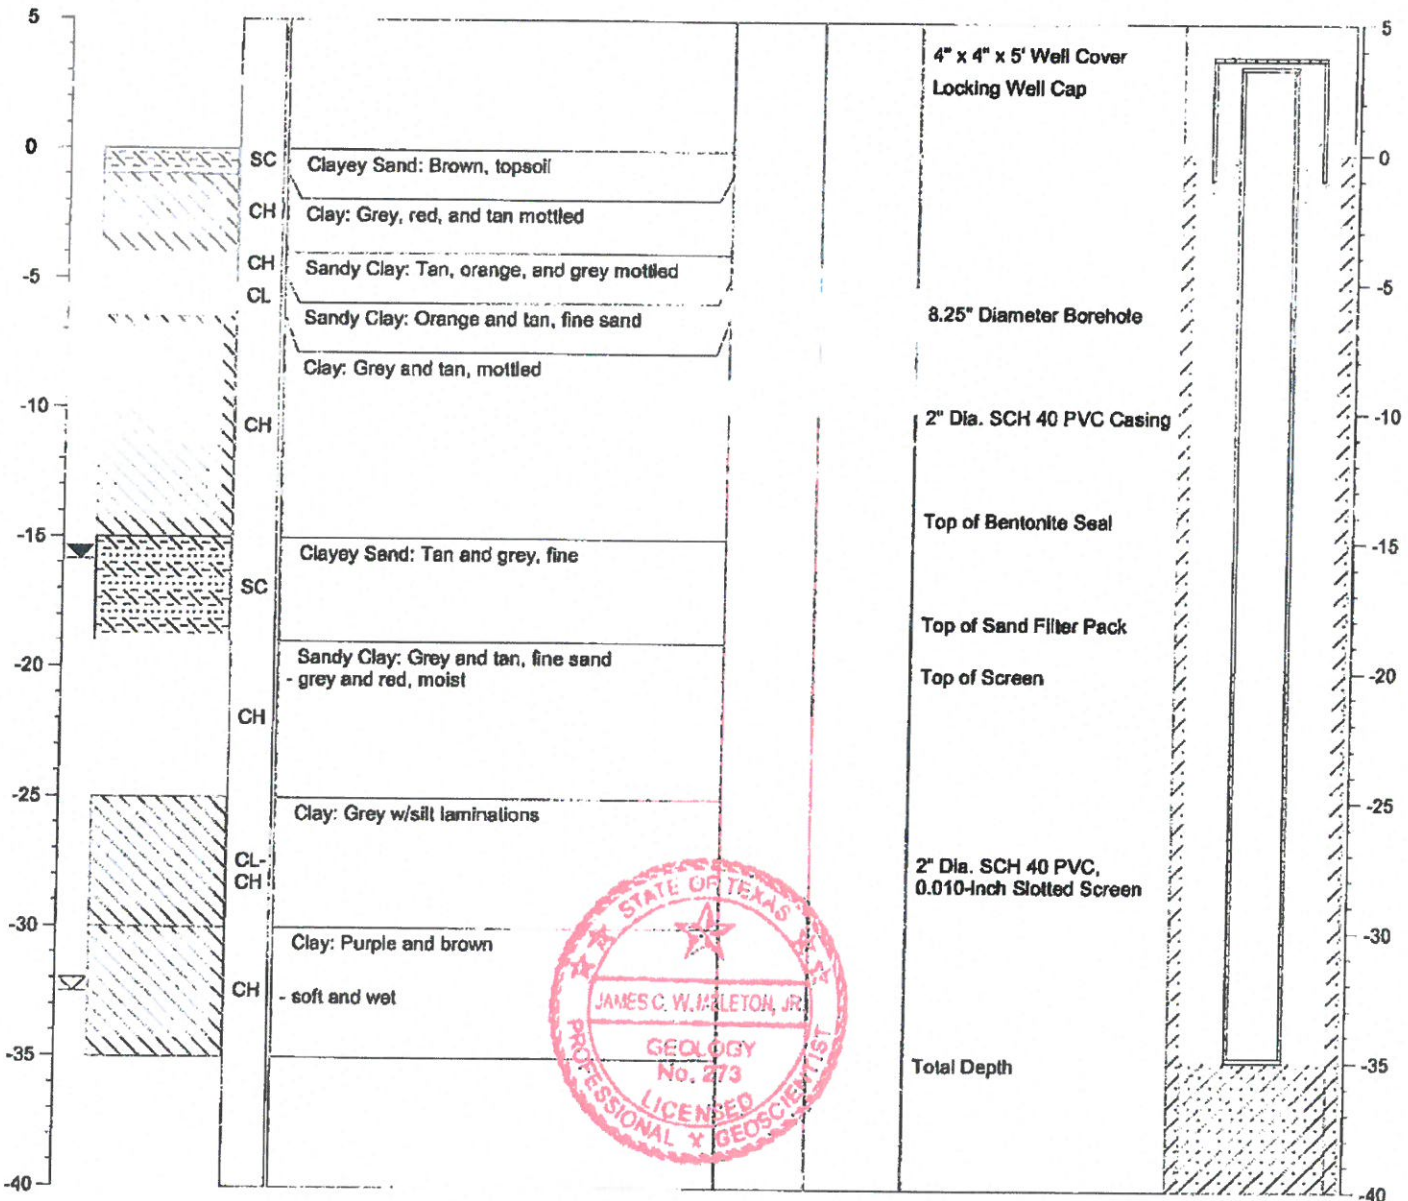 5
0
-5
-10
-15
-20
-25
-30
-35
-40
SC
CH
CH
CL
CH
SC
CH
CL-
CH
CH
Clayey Sand: Brown, topsoil
Clay: Grey, red, and tan mottled
Sandy Clay: Tan, orange, and grey mottled
Sandy Clay: Orange and tan, fine sand
Clay: Grey and tan, mottled
Clayey Sand: Tan and grey, fine
Sandy Clay: Grey and tan, fine sand
- grey and red, moist
Clay: Grey w/silt laminations
Clay: Purple and brown
- soft and wet
STATE OF TEXAS
JAMES C. W. JR.
GEOLOGY
No. 273
LICENSED
PROFESSIONAL GEOSCIENTIST
4" x 4" x 5' Well Cover
Locking Well Cap
8.25" Diameter Borehole
2" Dia. SCH 40 PVC Casing
Top of Bentonite Seal
Top of Sand Filter Pack
Top of Screen
2" Dia. SCH 40 PVC,
0.010-inch Slotted Screen
Total Depth
5
0
-5
-10
-15
-20
-25
-30
-35
-40